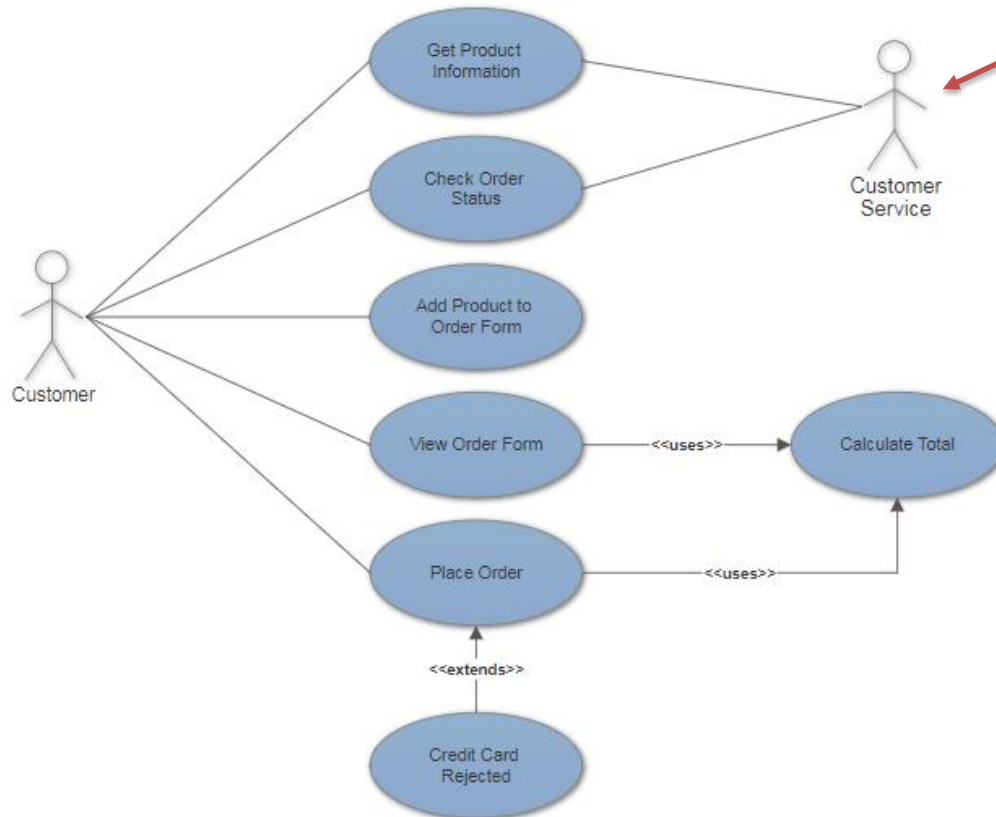 Get Product
Information
Check Order
Status
Customer
Service
Add Product to
Order Form
Customer
View Order Form
<<uses>>
Calculate Total
Place Order
<<uses>>
<<extends>>
Credit Card
Rejected